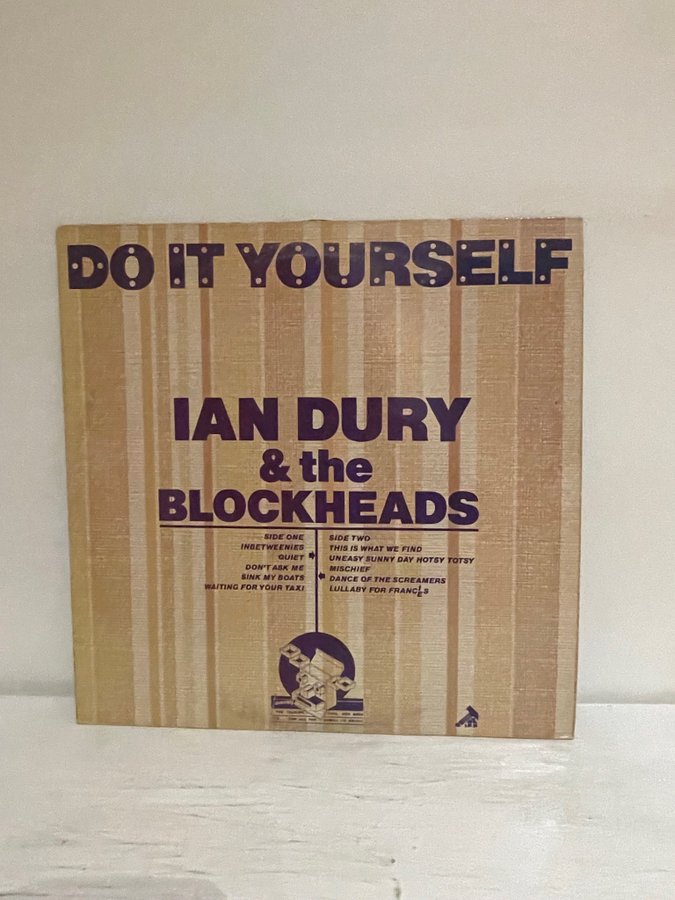 DO IT YOURSELF
IAN DURY
& the
BLOCKHEADS
SIDE ONE
INBETWEENIES
QUIET
DON'T ASK ME
SINK MY BOATS
WAITING FOR YOUR TAXI
SIDE TWO
THIS IS WHAT WE FIND
UNEASY SUNNY DAY HOTSY TOTSY
MISCHIEF
DANCE OF THE SCREAMERS
LULLABY FOR FRANCIES